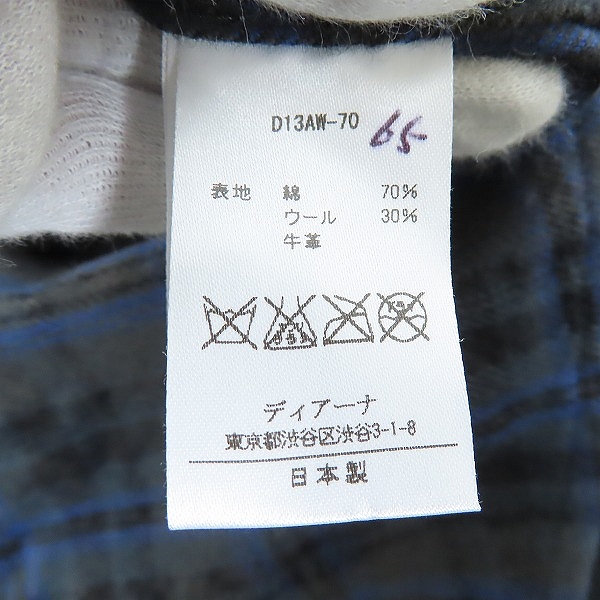 D13AW-70 65
表地 綿 70%
ウール 30%
牛革
ディアーナ
東京都渋谷区渋谷3-1-8
日本製